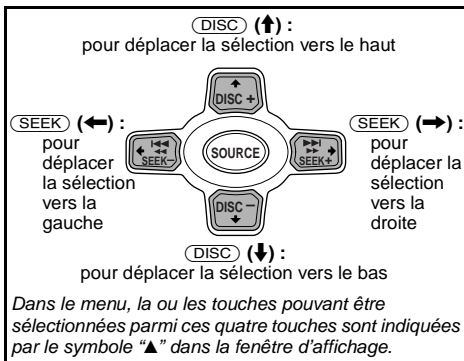 DISC (↑) :
pour déplacer la sélection vers le haut
DISC +
SEEK (←) :
pour
déplacer
la sélection
vers la
gauche
SEEK–
SOURCE
SEEK+
SEEK (→) :
pour
déplacer la
sélection
vers la
droite
DISC –
DISC (↓) :
pour déplacer la sélection vers le bas
Dans le menu, la ou les touches pouvant être
sélectionnées parmi ces quatre touches sont indiquées
par le symbole “▲” dans la fenêtre d’affichage.